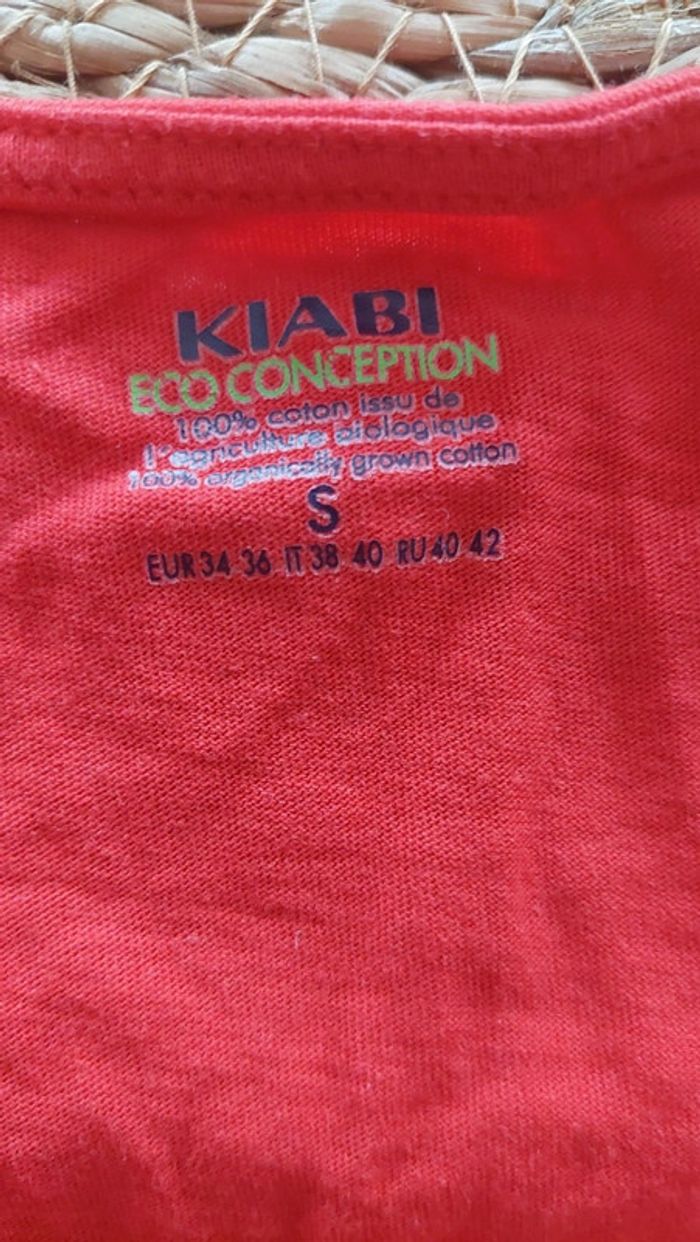 KIABI
ECO CONCEPTION
100% coton issu de
l'agriculture biologique
100% organically grown cotton
S
EUR 34 36 IT 38 40 RU 40 42